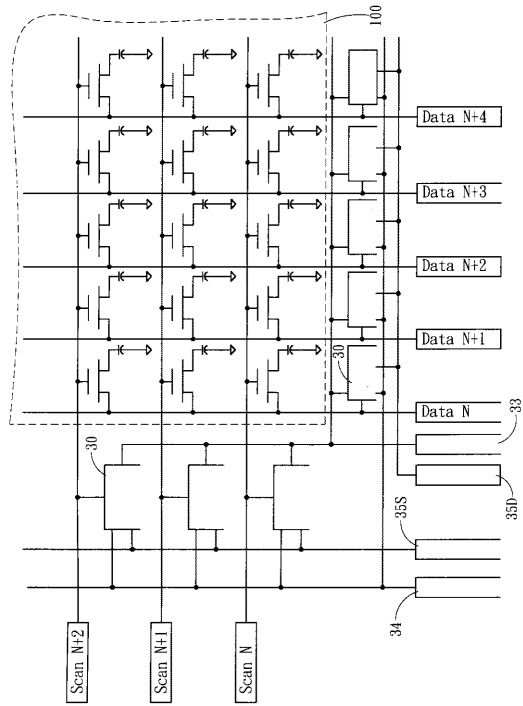 100
Data N+4
Data N+3
Data N+2
Data N+1
30
Data N
33
30
35D
35S
34
Scan N+2
Scan N+1
Scan N